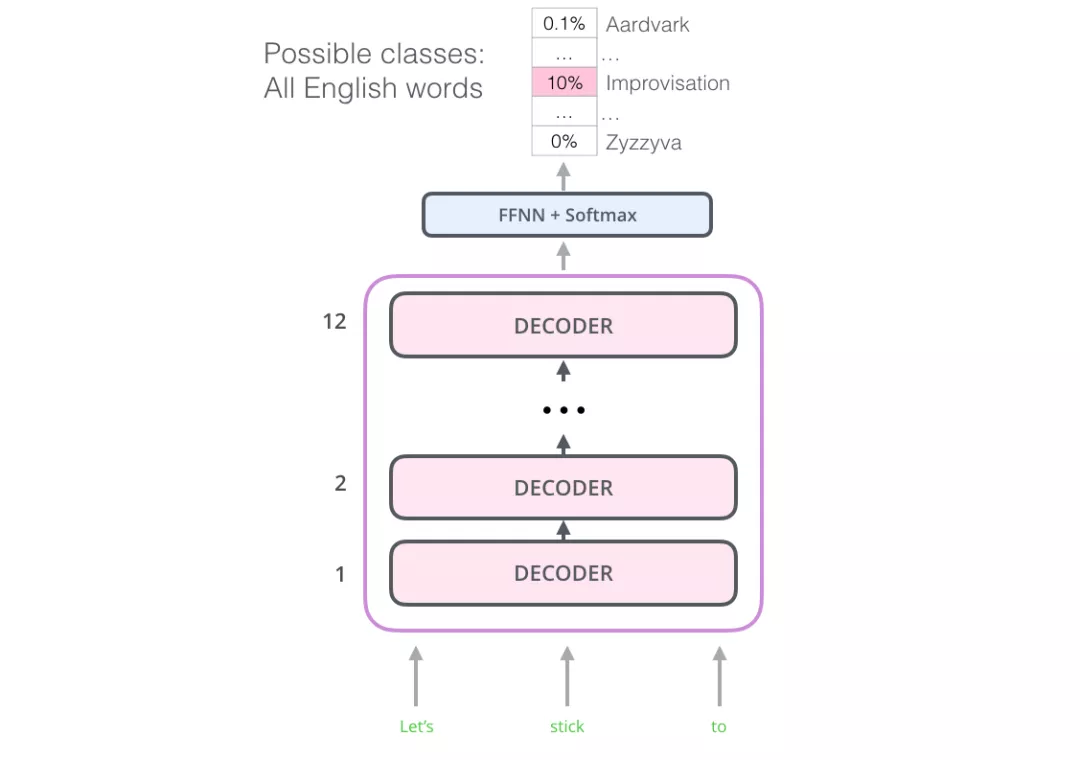 0.1% Aardvark
Possible classes:
All English words
... ...
10% Improvisation
... ...
0% Zyzzyva
FFNN + Softmax
12 DECODER
...
2 DECODER
1 DECODER
Let's stick to